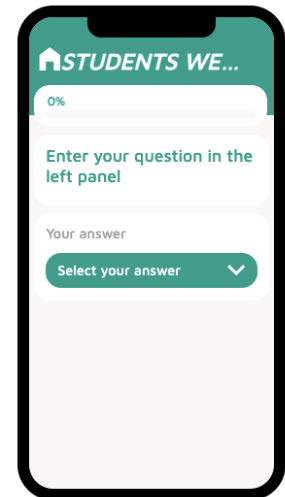 STUDENTS WE...
0%
Enter your question in the
left panel
Your answer
Select your answer